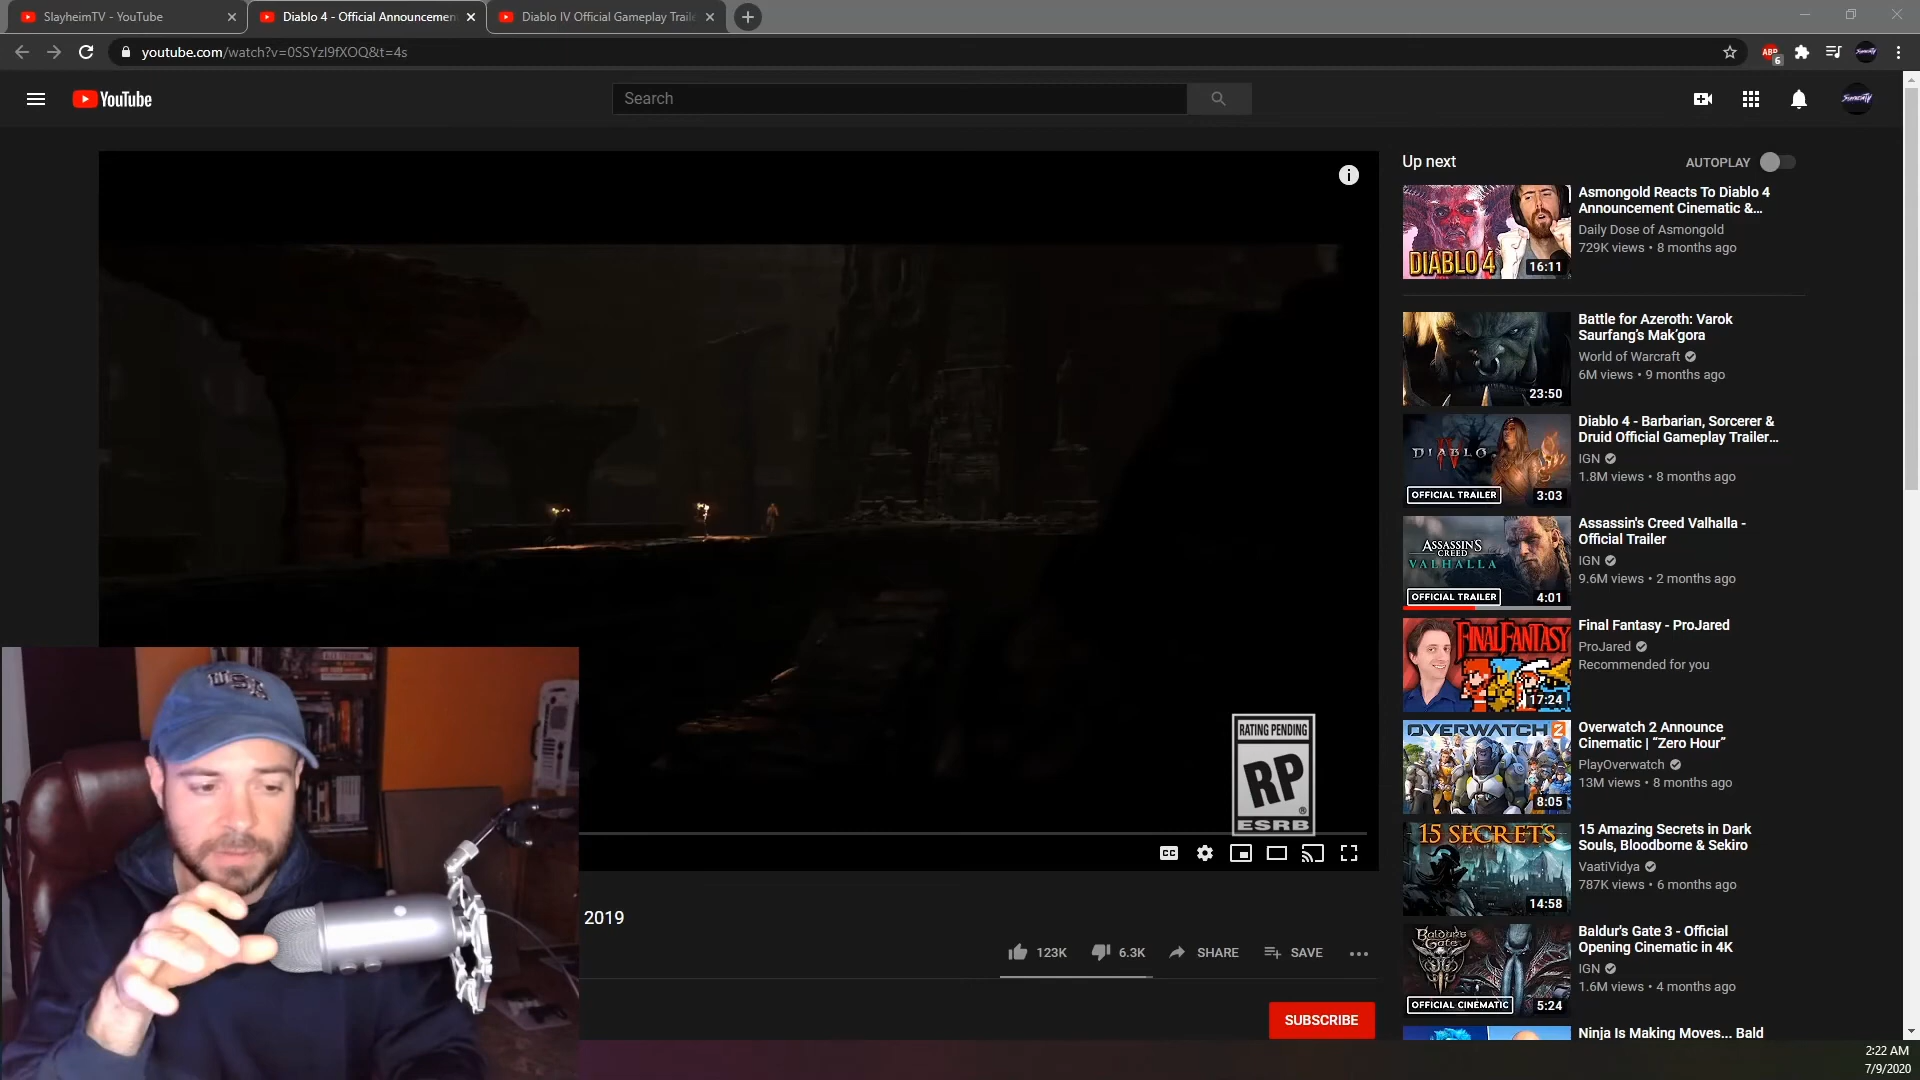 SlayheimTV - YouTube
Diablo 4 - Official Announcemen
Diablo IV Official Gameplay Traile
youtube.com/watch?v=0SSYzl9fXOQ&t=4s
ABP
6
YouTube
Search
SlayheimTV
Up next
AUTOPLAY
DIABLO 4
16:11
Asmongold Reacts To Diablo 4
Announcement Cinematic &...
Daily Dose of Asmongold
729K views • 8 months ago
23:50
Battle for Azeroth: Varok
Saurfang's Mak'gora
World of Warcraft
6M views • 9 months ago
DIABLO IV
OFFICIAL TRAILER
3:03
Diablo 4 - Barbarian, Sorcerer &
Druid Official Gameplay Trailer...
IGN
1.8M views • 8 months ago
ASSASSIN'S
CREED
VALHALLA
OFFICIAL TRAILER
4:01
Assassin's Creed Valhalla -
Official Trailer
IGN
9.6M views • 2 months ago
FINAL FANTASY
17:24
Final Fantasy - ProJared
ProJared
Recommended for you
OVERWATCH 2
8:05
Overwatch 2 Announce
Cinematic | "Zero Hour"
PlayOverwatch
13M views • 8 months ago
15 SECRETS
14:58
15 Amazing Secrets in Dark
Souls, Bloodborne & Sekiro
VaatiVidya
787K views • 6 months ago
BALDUR'S
GATE
OFFICIAL CINEMATIC
5:24
Baldur's Gate 3 - Official
Opening Cinematic in 4K
IGN
1.6M views • 4 months ago
Ninja Is Making Moves... Bald
RATING PENDING
RP
ESRB
CC
2019
123K
6.3K
SHARE
SAVE
SUBSCRIBE
2:22 AM
7/9/2020